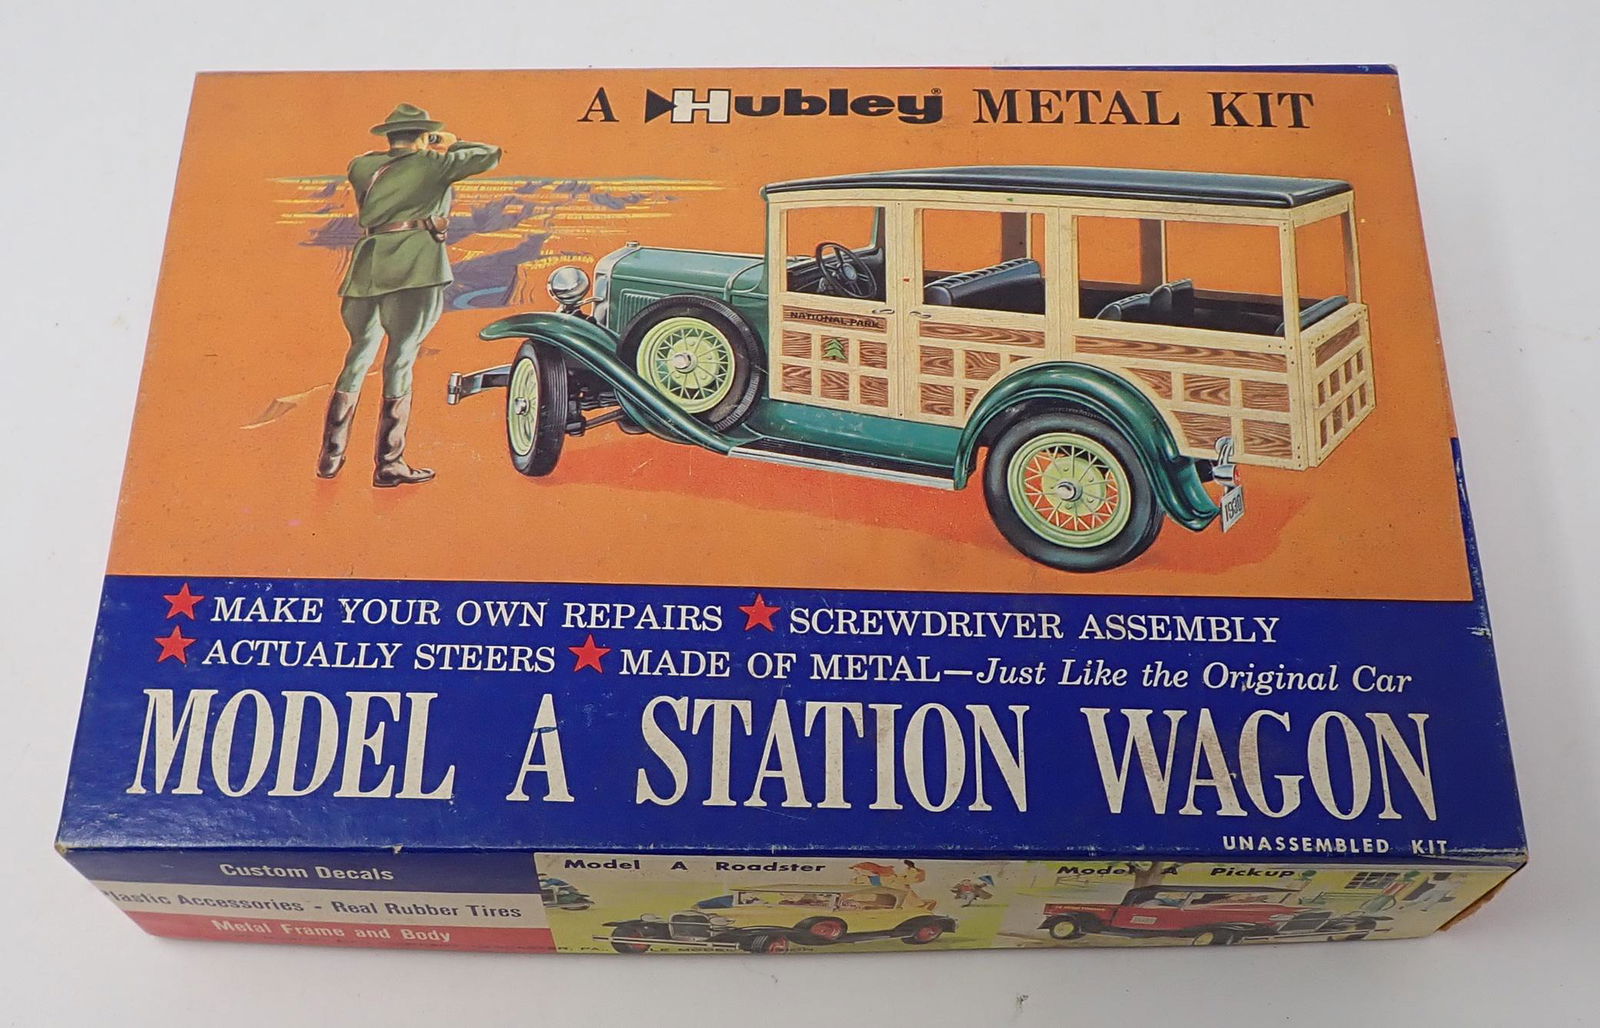 A Hubley® METAL KIT
NATIONAL PARK
1930
★ MAKE YOUR OWN REPAIRS ★ SCREWDRIVER ASSEMBLY
★ ACTUALLY STEERS ★ MADE OF METAL—Just Like the Original Car
MODEL A STATION WAGON
UNASSEMBLED KIT
Custom Decals
Plastic Accessories - Real Rubber Tires
Metal Frame and Body
Model A Roadster
Model A Pickup